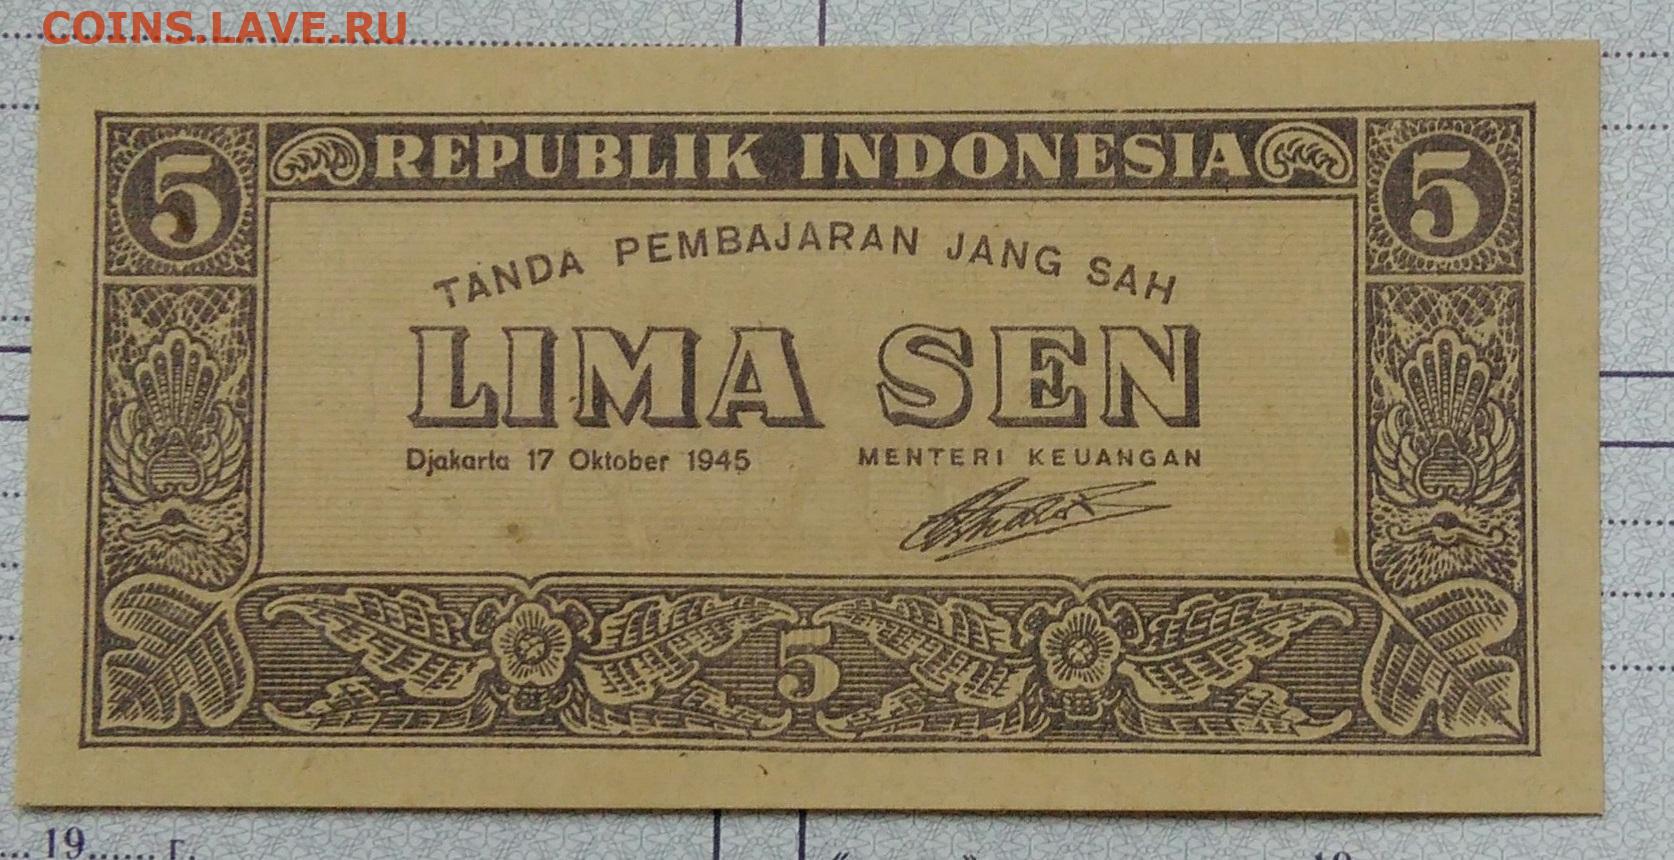 COINS.LAVE.RU
5 REPUBLIK INDONESIA 5
TANDA PEMBAJARAN JANG SAH
LIMA SEN
Djakarta 17 Oktober 1945 MENTERI KEUANGAN
5
... 19...... г.
“ ” 19